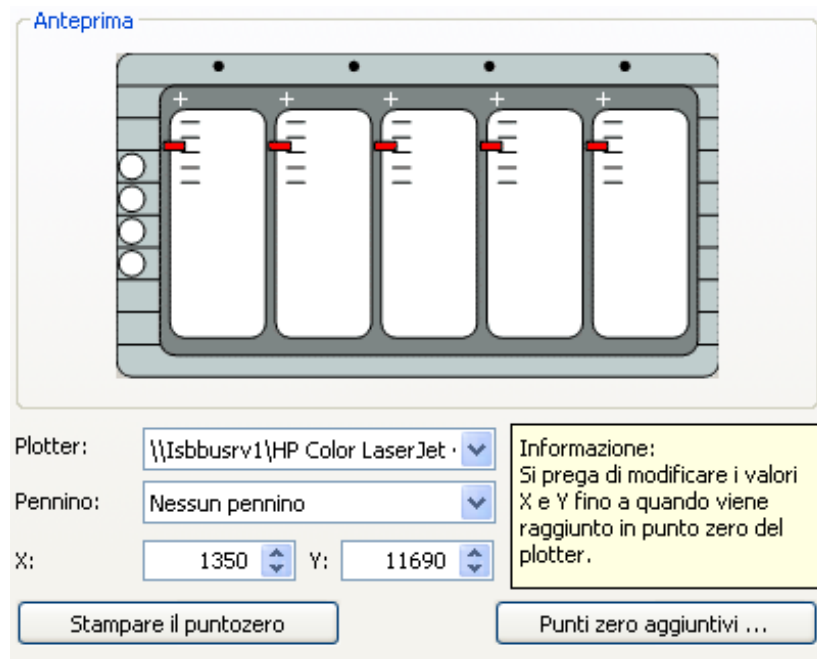 Anteprima
Plotter:
\\Isbbusrv1\HP Color LaserJet
Pennino:
Nessun pennino
X: 1350 Y: 11690
Informazione:
Si prega di modificare i valori
X e Y fino a quando viene
raggiunto in punto zero del
plotter.
Stampare il puntozero
Punti zero aggiuntivi ...